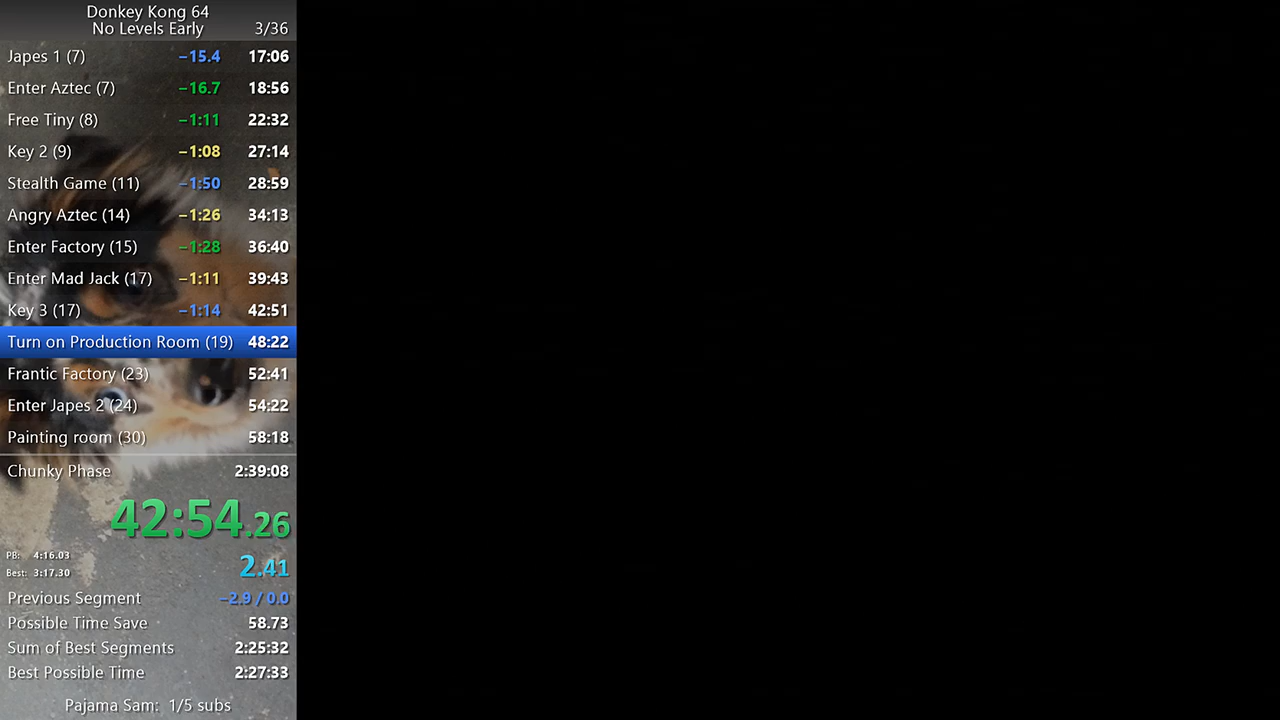 Donkey Kong 64
No Levels Early 3/36
Japes 1 (7) −15.4 17:06
Enter Aztec (7) −16.7 18:56
Free Tiny (8) −1:11 22:32
Key 2 (9) −1:08 27:14
Stealth Game (11) −1:50 28:59
Angry Aztec (14) −1:26 34:13
Enter Factory (15) −1:28 36:40
Enter Mad Jack (17) −1:11 39:43
Key 3 (17) −1:14 42:51
Turn on Production Room (19) 48:22
Frantic Factory (23) 52:41
Enter Japes 2 (24) 54:22
Painting room (30) 58:18
Chunky Phase 2:39:08
42:54.26
PB: 4:16.03
Best: 3:17.30 2.41
Previous Segment −2.9 / 0.0
Possible Time Save 58.73
Sum of Best Segments 2:25:32
Best Possible Time 2:27:33
Pajama Sam: 1/5 subs